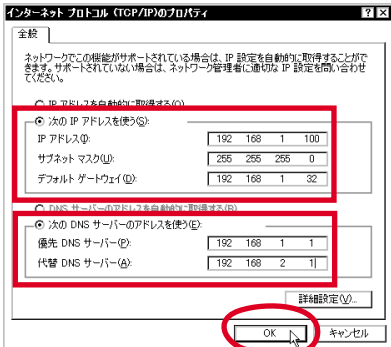 インターネット プロトコル (TCP/IP)のプロパティ
全般
ネットワークでこの機能がサポートされている場合は、IP 設定を自動的に取得することがで
きます。サポートされていない場合は、ネットワーク管理者に適切な IP 設定を問い合わせ
てください。
IP アドレスを自動的に取得する(O)
次の IP アドレスを使う(S):
IP アドレス(I): 192 168 1 100
サブネット マスク(U): 255 255 255 0
デフォルト ゲートウェイ(D): 192 168 1 32
DNS サーバーのアドレスを自動的に取得する(B)
次の DNS サーバーのアドレスを使う(E):
優先 DNS サーバー(P): 192 168 1 1
代替 DNS サーバー(A): 192 168 2 1
詳細設定(V)...
OK キャンセル